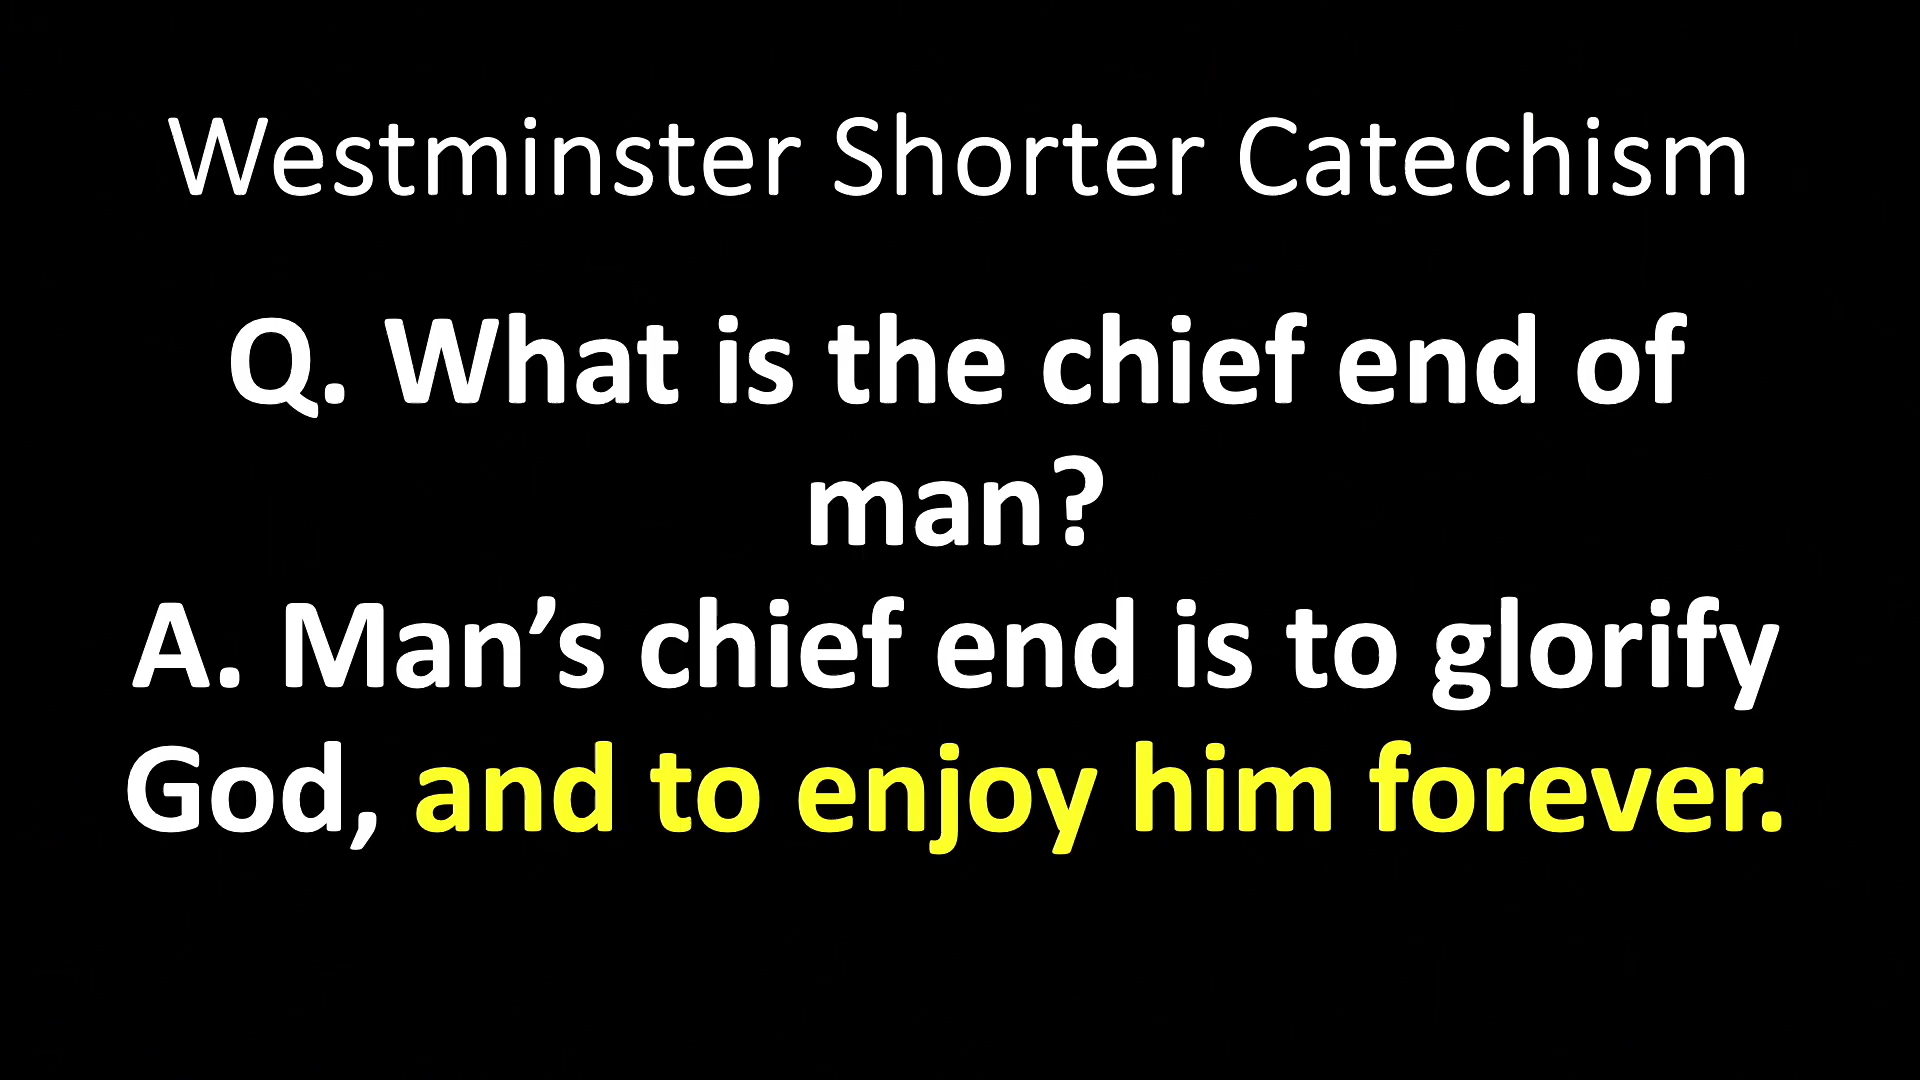 Westminster Shorter Catechism
Q. What is the chief end of
man?
A. Man’s chief end is to glorify
God, and to enjoy him forever.